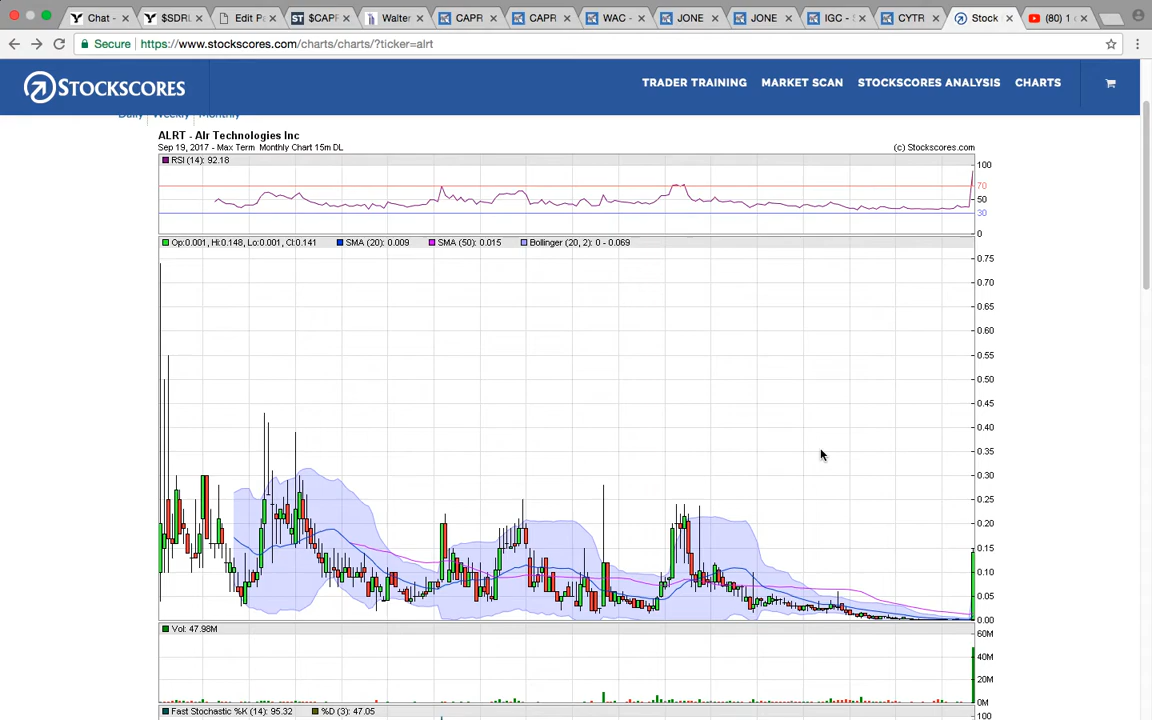 Chat -
$SDRL
Edit P
$CAPR
Walter
CAPR
CAPR
WAC -
JONE
JONE
IGC -
CYTR
Stock
(80) 1
Secure
https://www.stockscores.com/charts/charts/?ticker=alrt
STOCKSCORES
TRADER TRAINING
MARKET SCAN
STOCKSCORES ANALYSIS
CHARTS
Daily Weekly Monthly
ALRT - Alr Technologies Inc
Sep 19, 2017 - Max Term Monthly Chart 15m DL
(c) Stockscores.com
RSI (14): 92.18
100
70
50
30
0
Op:0.001, Hi:0.148, Lo:0.001, Cl:0.141
SMA (20): 0.009
SMA (50): 0.015
Bollinger (20, 2): 0 - 0.069
0.75
0.70
0.65
0.60
0.55
0.50
0.45
0.40
0.35
0.30
0.25
0.20
0.15
0.10
0.05
0.00
Vol: 47.98M
60M
40M
20M
0M
Fast Stochastic %K (14): 95.32
%D (3): 47.05
100